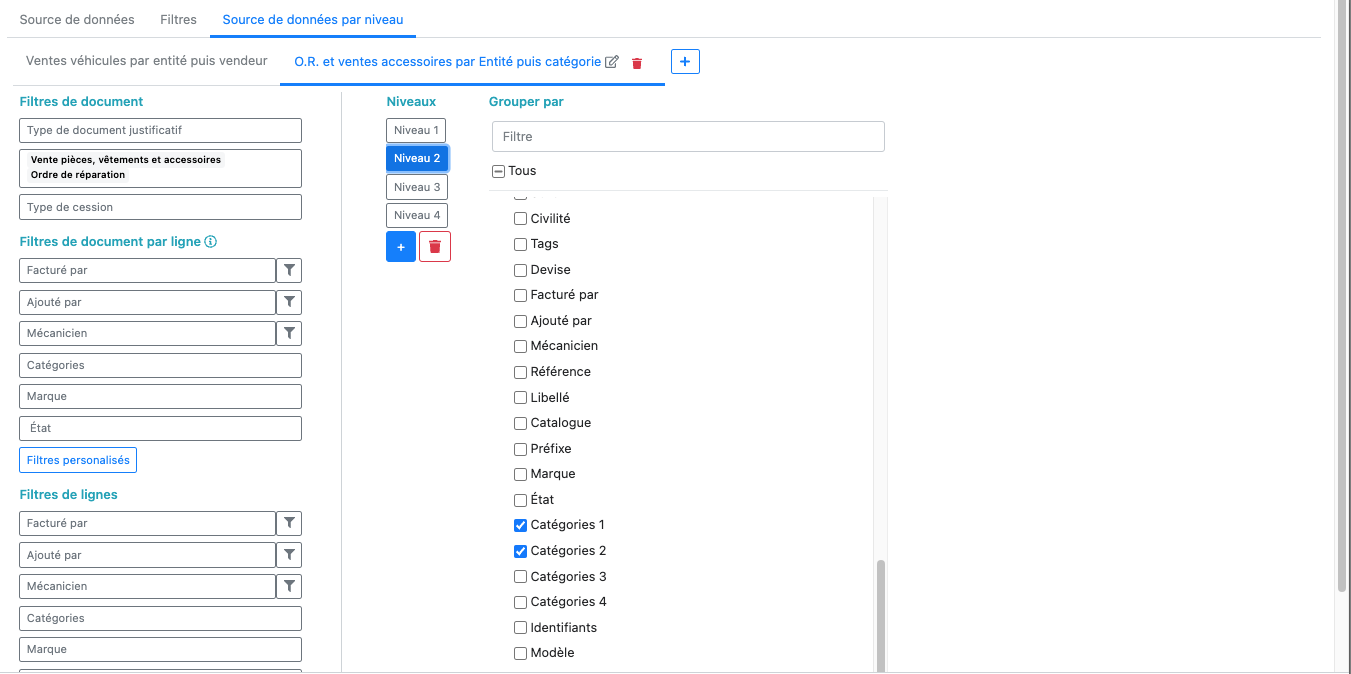 Source de données
Filtres
Source de données par niveau
Ventes véhicules par entité puis vendeur
O.R. et ventes accessoires par Entité puis catégorie
+
Filtres de document
Type de document justificatif
Vente pièces, vêtements et accessoires
Ordre de réparation
Type de cession
Filtres de document par ligne
Facturé par
Ajouté par
Mécanicien
Catégories
Marque
État
Filtres personalisés
Filtres de lignes
Facturé par
Ajouté par
Mécanicien
Catégories
Marque
Niveaux
Niveau 1
Niveau 2
Niveau 3
Niveau 4
+
Grouper par
Filtre
Tous
Civilité
Tags
Devise
Facturé par
Ajouté par
Mécanicien
Référence
Libellé
Catalogue
Préfixe
Marque
État
Catégories 1
Catégories 2
Catégories 3
Catégories 4
Identifiants
Modèle